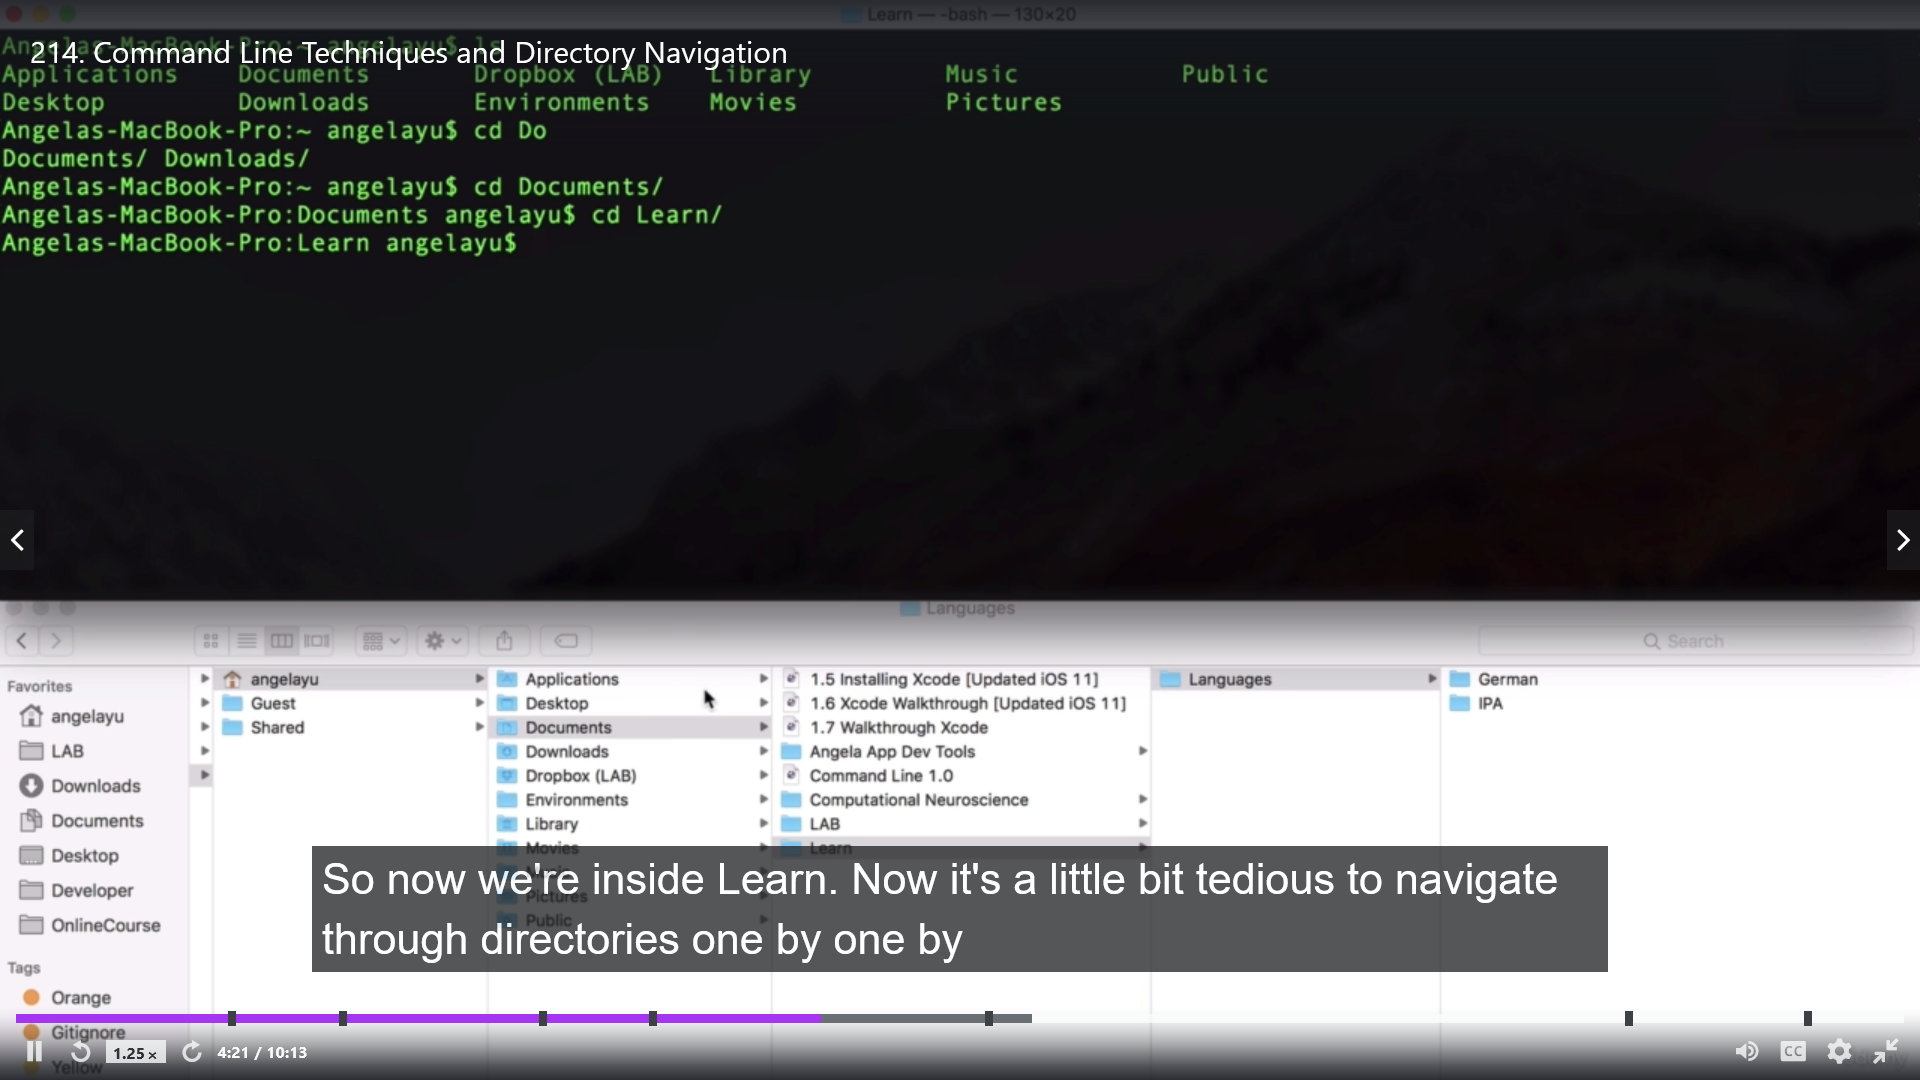 Learn — -bash — 130×20
Angelas-MacBook-Pro:~ angelayu$ ls
214. Command Line Techniques and Directory Navigation
Applications Documents Dropbox (LAB) Library Music Public
Desktop Downloads Environments Movies Pictures
Angelas-MacBook-Pro:~ angelayu$ cd Do
Documents/ Downloads/
Angelas-MacBook-Pro:~ angelayu$ cd Documents/
Angelas-MacBook-Pro:Documents angelayu$ cd Learn/
Angelas-MacBook-Pro:Learn angelayu$
Languages
Search
Favorites
angelayu
LAB
Downloads
Documents
Desktop
Developer
OnlineCourse
Tags
Orange
Gitignore
Yellow
angelayu
Guest
Shared
Applications
Desktop
Documents
Downloads
Dropbox (LAB)
Environments
Library
Movies
Pictures
Public
1.5 Installing Xcode [Updated iOS 11]
1.6 Xcode Walkthrough [Updated iOS 11]
1.7 Walkthrough Xcode
Angela App Dev Tools
Command Line 1.0
Computational Neuroscience
LAB
Learn
Languages
German
IPA
So now we're inside Learn. Now it's a little bit tedious to navigate
through directories one by one by
1.25×
4:21 / 10:13
CC